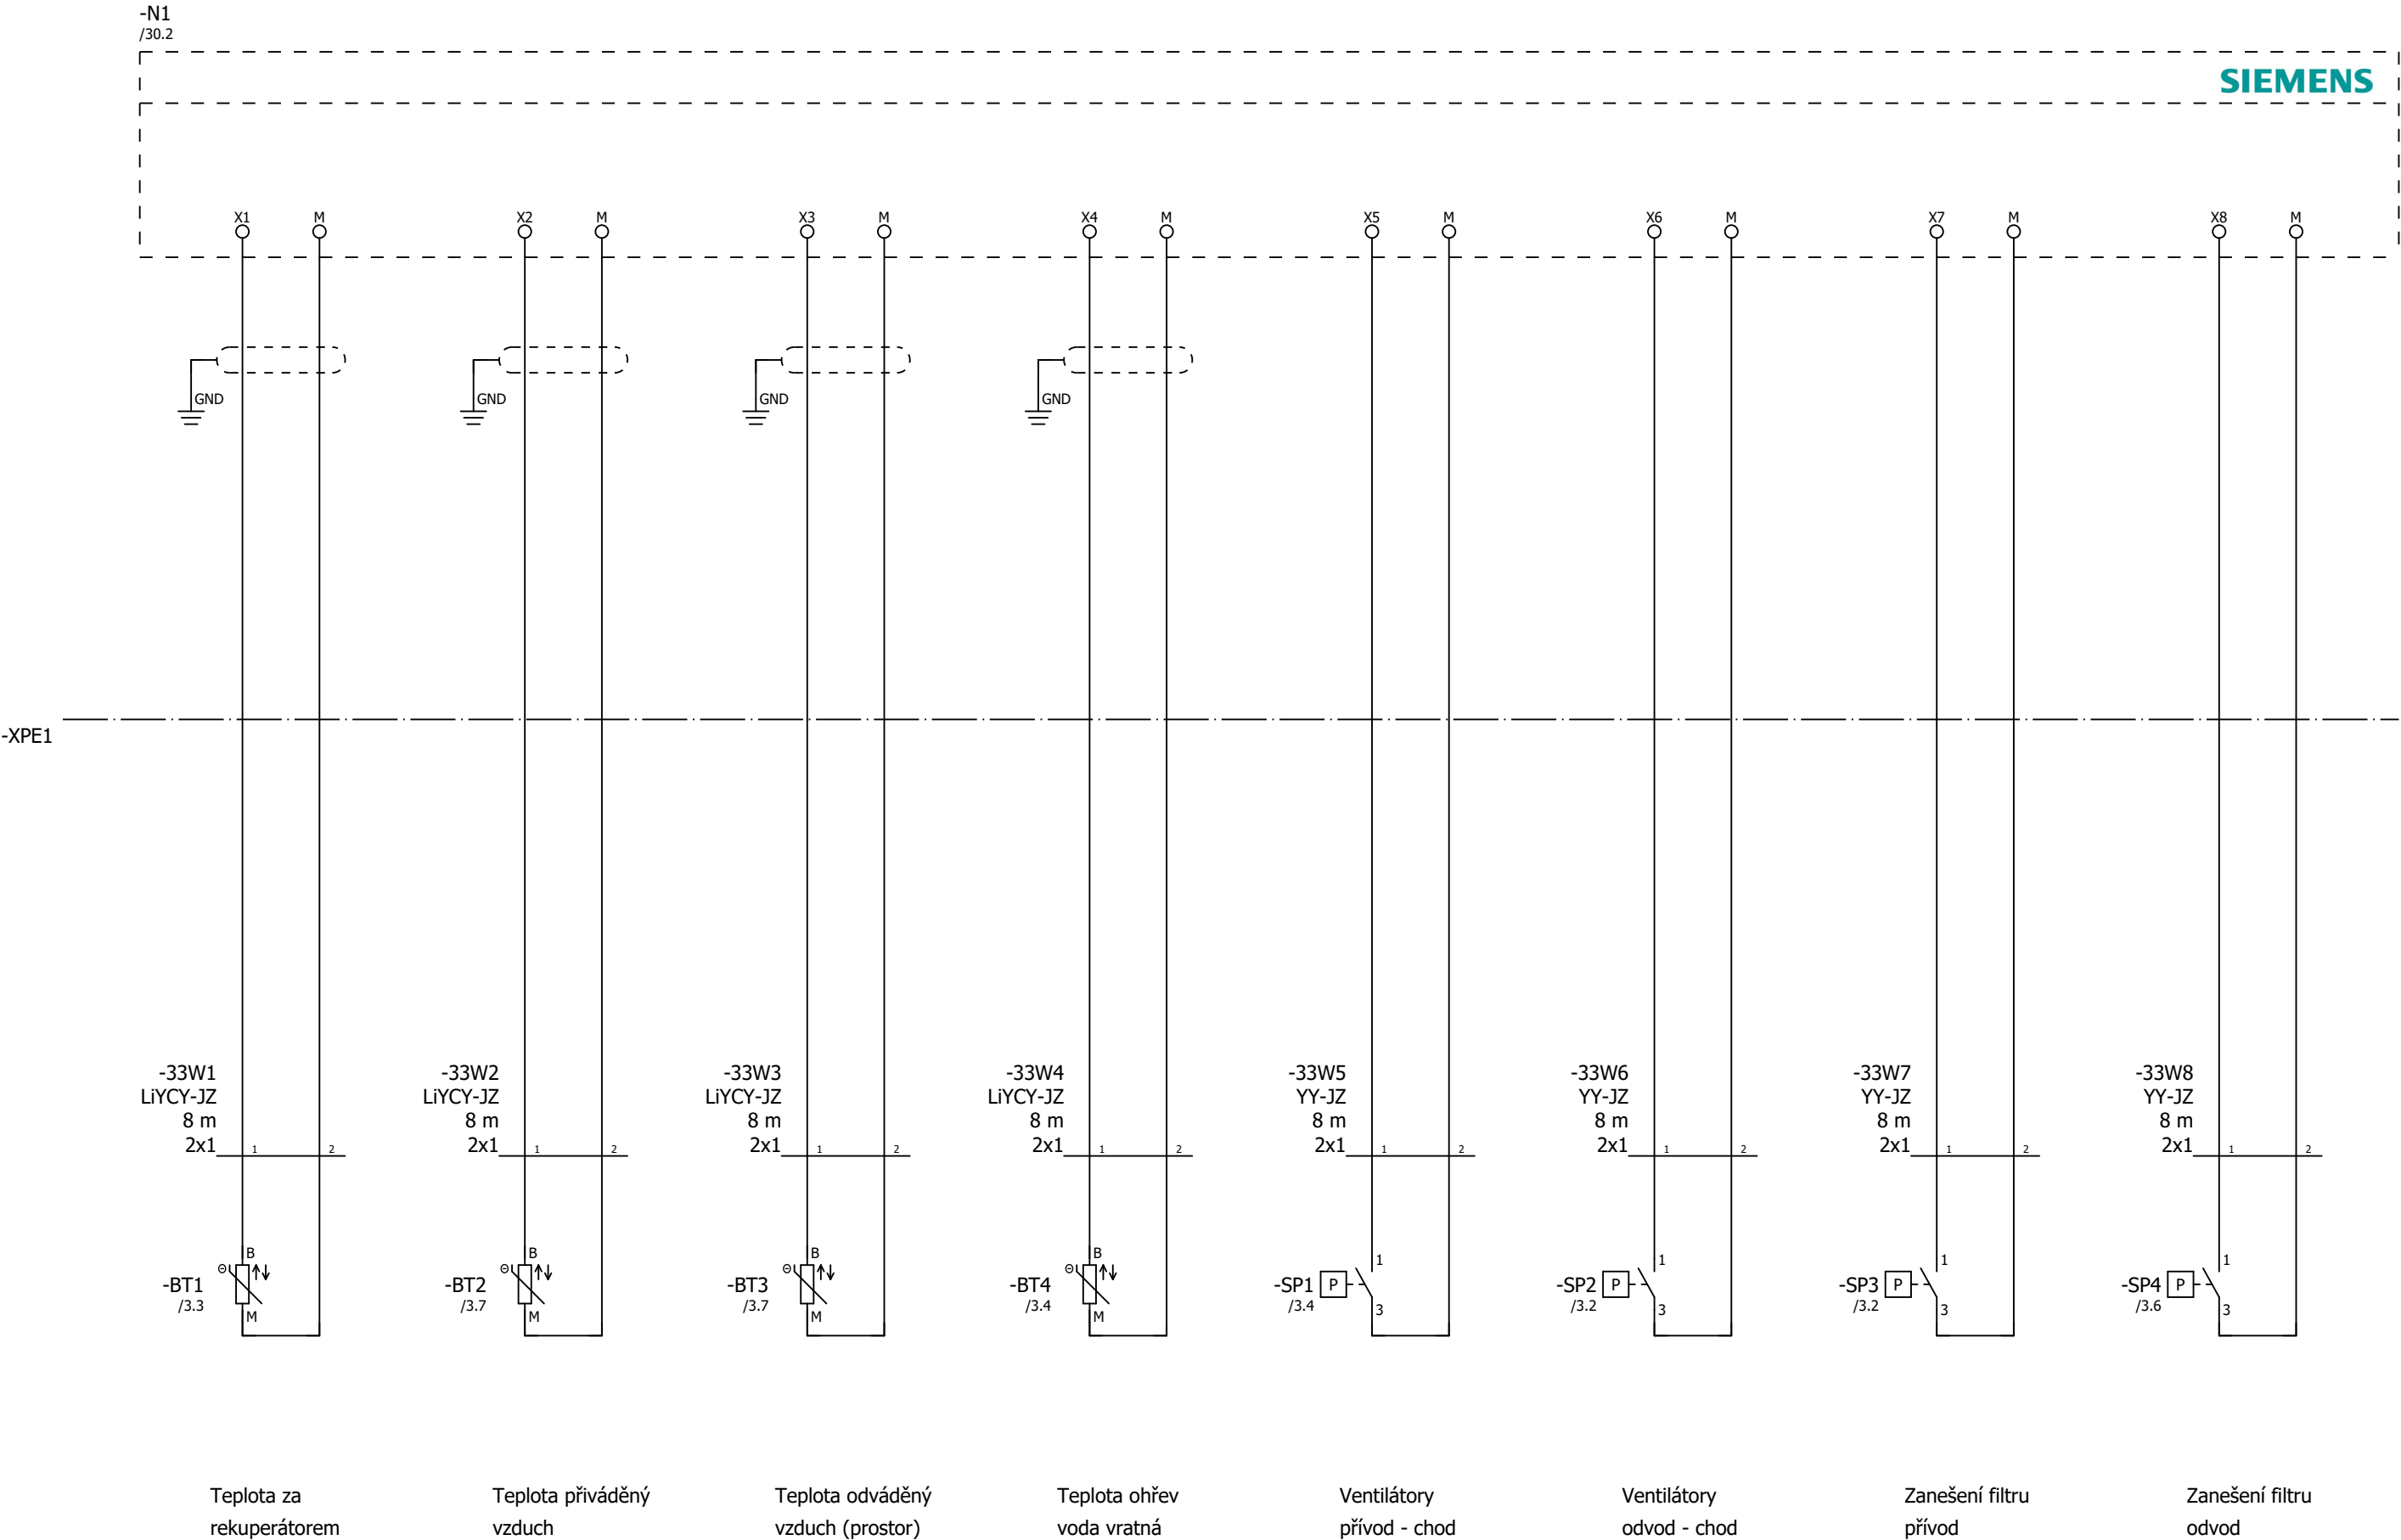 -N1
/30.2
SIEMENS
X1 M X2 M X3 M X4 M X5 M X6 M X7 M X8 M
GND GND GND GND
-XPE1
-33W1 -33W2 -33W3 -33W4 -33W5 -33W6 -33W7 -33W8
LiYCY-JZ LiYCY-JZ LiYCY-JZ LiYCY-JZ YY-JZ YY-JZ YY-JZ YY-JZ
8 m 8 m 8 m 8 m 8 m 8 m 8 m 8 m
2x1 1 2 2x1 1 2 2x1 1 2 2x1 1 2 2x1 1 2 2x1 1 2 2x1 1 2 2x1 1 2
B B B B 1 1 1 1
-BT1 Θ -BT2 Θ -BT3 Θ -BT4 Θ -SP1 P -SP2 P -SP3 P -SP4 P
/3.3 /3.7 /3.7 /3.4 /3.4 /3.2 /3.2 /3.6
M M M M 3 3 3 3
Teplota za Teplota přiváděný Teplota odváděný Teplota ohřev Ventilátory Ventilátory Zanešení filtru Zanešení filtru
rekuperátorem vzduch vzduch (prostor) voda vratná přívod - chod odvod - chod přívod odvod